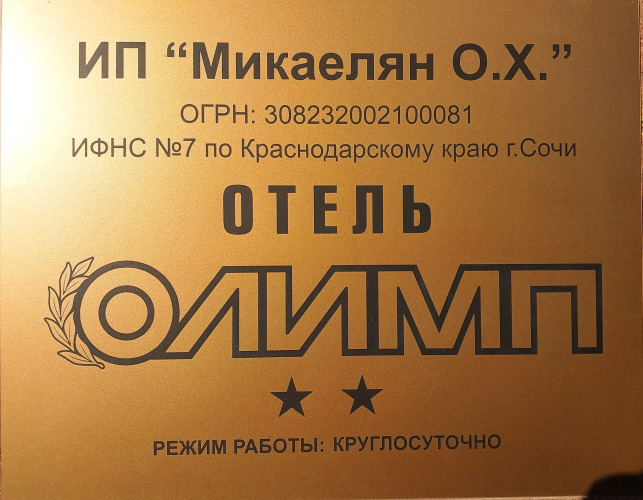 ИП “Микаелян О.Х.”
ОГРН: 308232002100081
ИФНС №7 по Краснодарскому краю г.Сочи
ОТЕЛЬ
ОЛИМП
РЕЖИМ РАБОТЫ: КРУГЛОСУТОЧНО